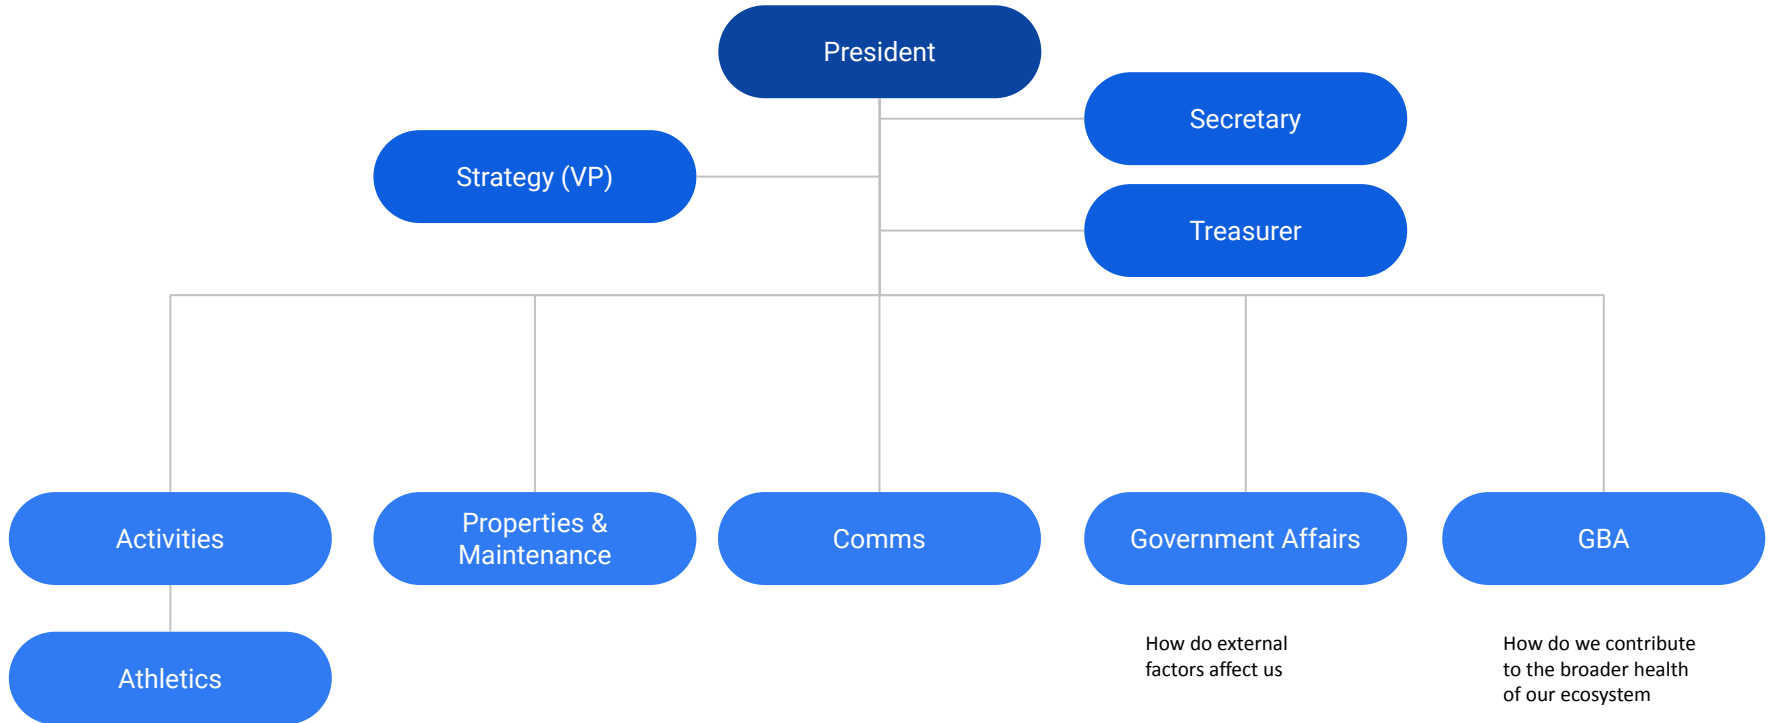 President
Secretary
Strategy (VP)
Treasurer
Activities
Properties &
Maintenance
Comms
Government Affairs
GBA
Athletics
How do external
factors affect us
How do we contribute
to the broader health
of our ecosystem